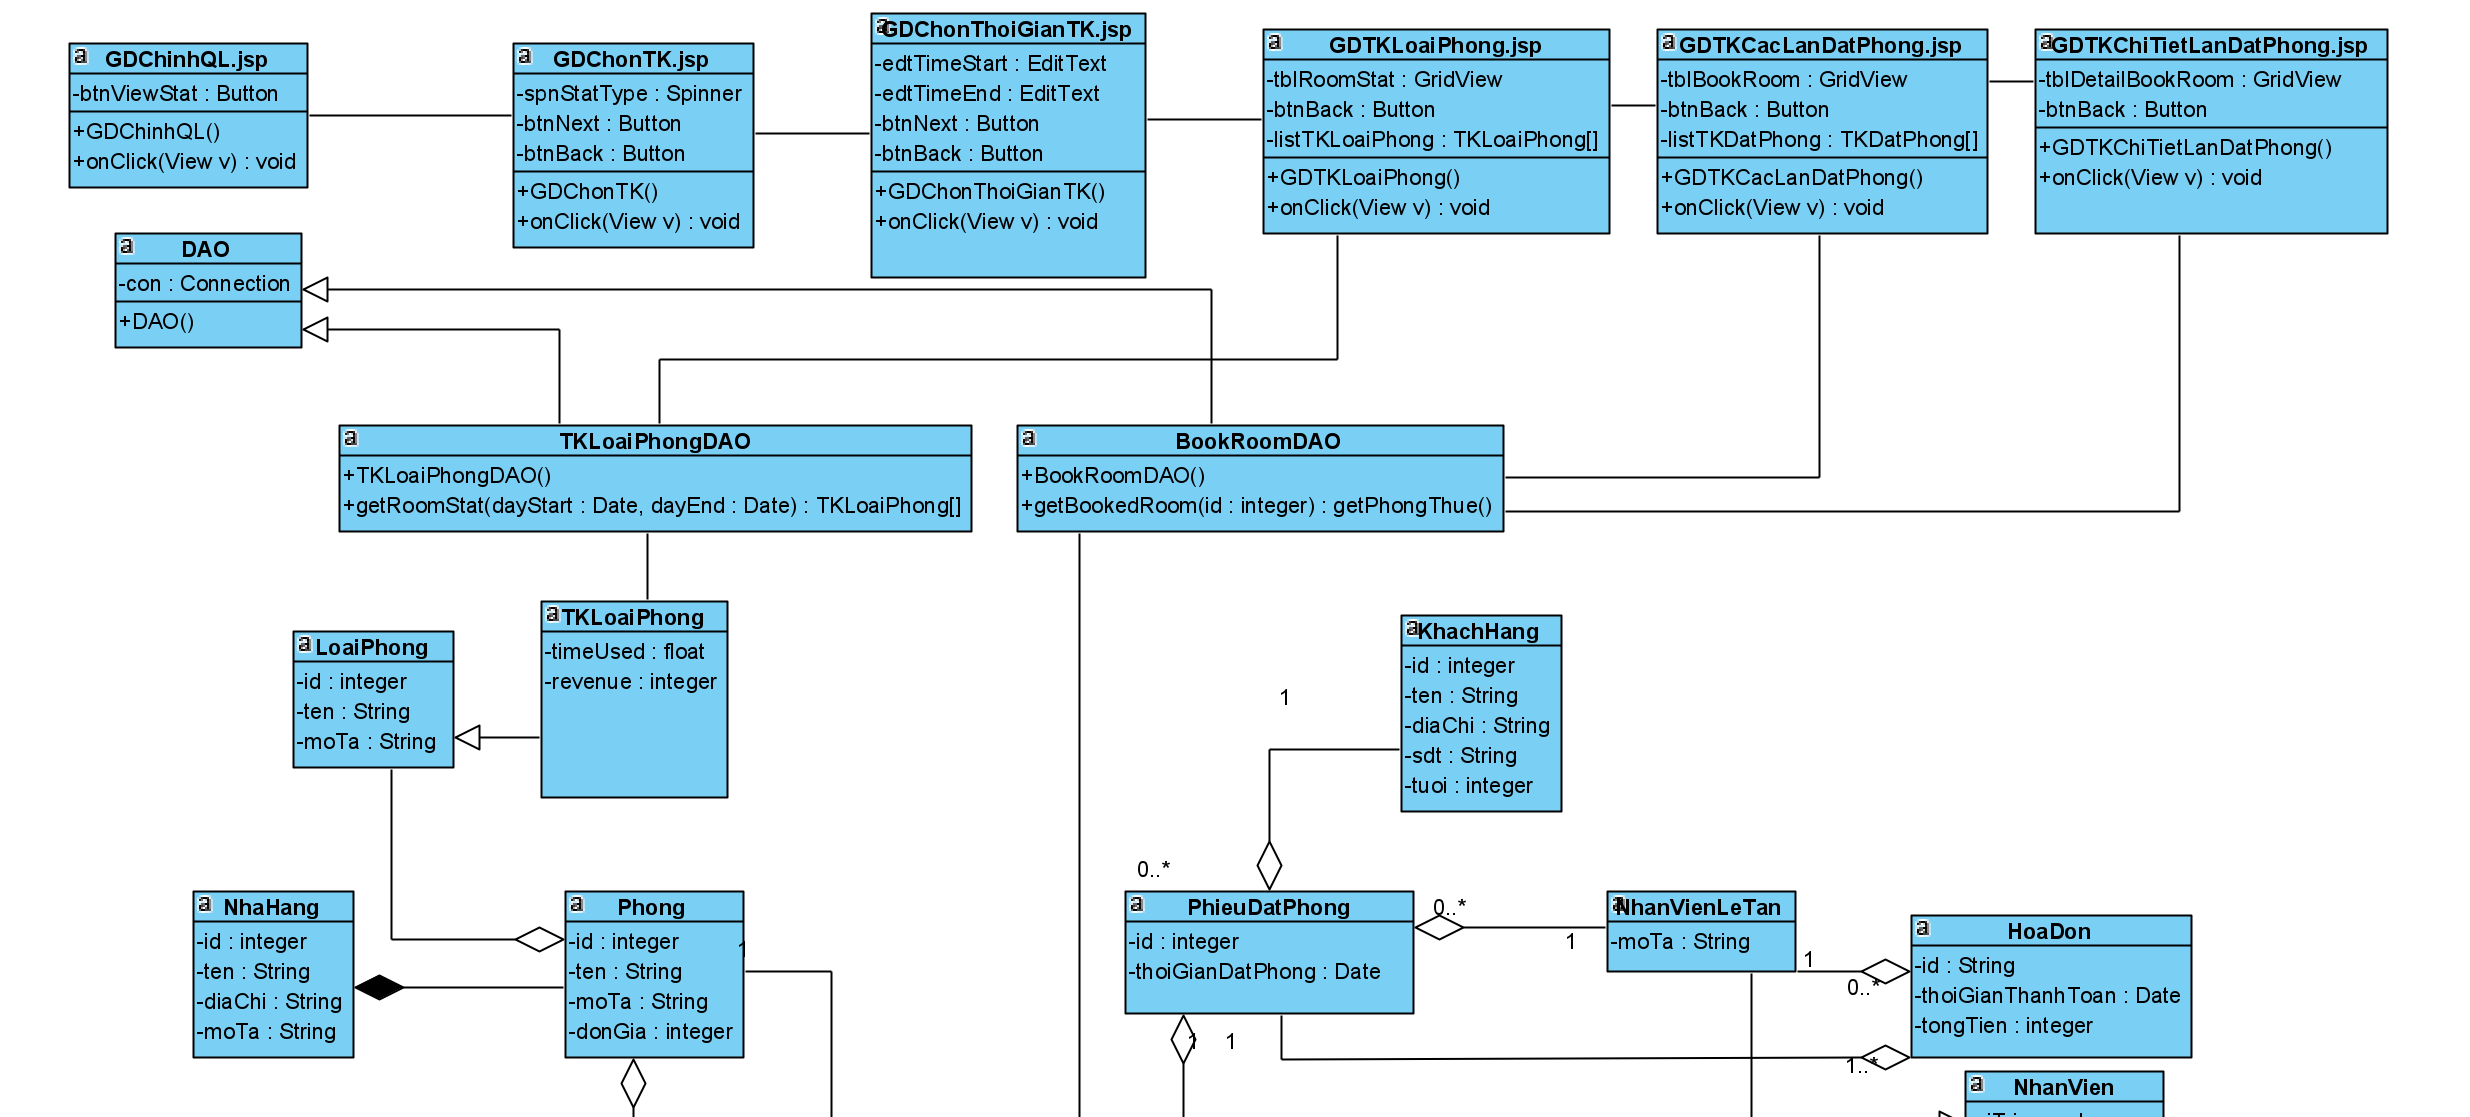 GDChinhQL.jsp
-btnViewStat : Button
+GDChinhQL()
+onClick(View v) : void
GDChonTK.jsp
-spnStatType : Spinner
-btnNext : Button
-btnBack : Button
+GDChonTK()
+onClick(View v) : void
GDChonThoiGianTK.jsp
-edtTimeStart : EditText
-edtTimeEnd : EditText
-btnNext : Button
-btnBack : Button
+GDChonThoiGianTK()
+onClick(View v) : void
GDTKLoaiPhong.jsp
-tblRoomStat : GridView
-btnBack : Button
-listTKLoaiPhong : TKLoaiPhong[]
+GDTKLoaiPhong()
+onClick(View v) : void
GDTKCacLanDatPhong.jsp
-tblBookRoom : GridView
-btnBack : Button
-listTKDatPhong : TKDatPhong[]
+GDTKCacLanDatPhong()
+onClick(View v) : void
GDTKChiTietLanDatPhong.jsp
-tblDetailBookRoom : GridView
-btnBack : Button
+GDTKChiTietLanDatPhong()
+onClick(View v) : void
DAO
-con : Connection
+DAO()
TKLoaiPhongDAO
+TKLoaiPhongDAO()
+getRoomStat(dayStart : Date, dayEnd : Date) : TKLoaiPhong[]
BookRoomDAO
+BookRoomDAO()
+getBookedRoom(id : integer) : getPhongThue()
LoaiPhong
-id : integer
-ten : String
-moTa : String
TKLoaiPhong
-timeUsed : float
-revenue : integer
KhachHang
-id : integer
-ten : String
-diaChi : String
-sdt : String
-tuoi : integer
1
0..*
NhaHang
-id : integer
-ten : String
-diaChi : String
-moTa : String
Phong
-id : integer
-ten : String
-moTa : String
-donGia : integer
1
PhieuDatPhong
-id : integer
-thoiGianDatPhong : Date
0..*
1
NhanVienLeTan
-moTa : String
1
0..*
HoaDon
-id : String
-thoiGianThanhToan : Date
-tongTien : integer
1
1
1..*
NhanVien